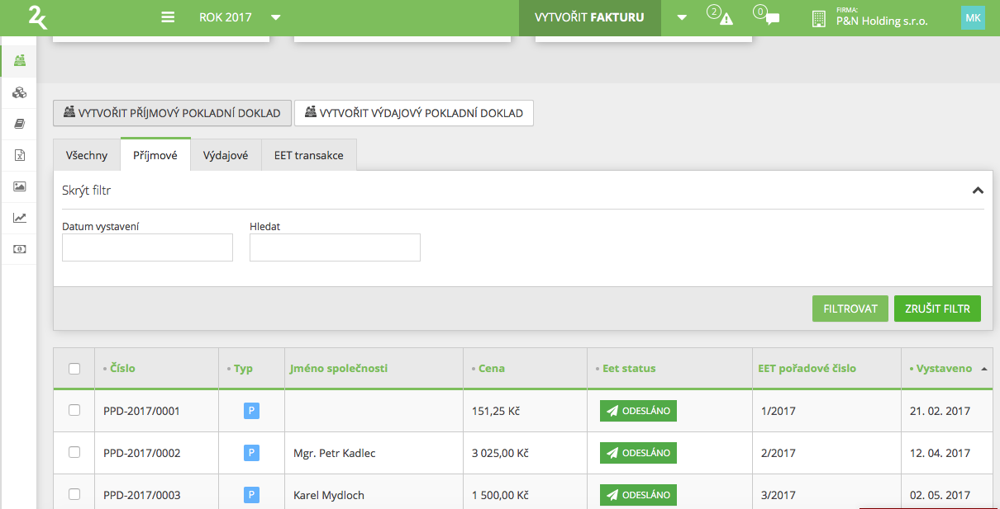 2k
ROK 2017
VYTVOŘIT FAKTURU
2
0
FIRMA:
P&N Holding s.r.o.
MK
VYTVOŘIT PŘÍJMOVÝ POKLADNÍ DOKLAD
VYTVOŘIT VÝDAJOVÝ POKLADNÍ DOKLAD
Všechny
Příjmové
Výdajové
EET transakce
Skrýt filtr
Datum vystavení
Hledat
FILTROVAT
ZRUŠIT FILTR
Číslo Typ Jméno společnosti Cena Eet status EET pořadové čislo Vystaveno
PPD-2017/0001 P 151,25 Kč ODESLÁNO 1/2017 21. 02. 2017
PPD-2017/0002 P Mgr. Petr Kadlec 3 025,00 Kč ODESLÁNO 2/2017 12. 04. 2017
PPD-2017/0003 P Karel Mydloch 1 500,00 Kč ODESLÁNO 3/2017 02. 05. 2017